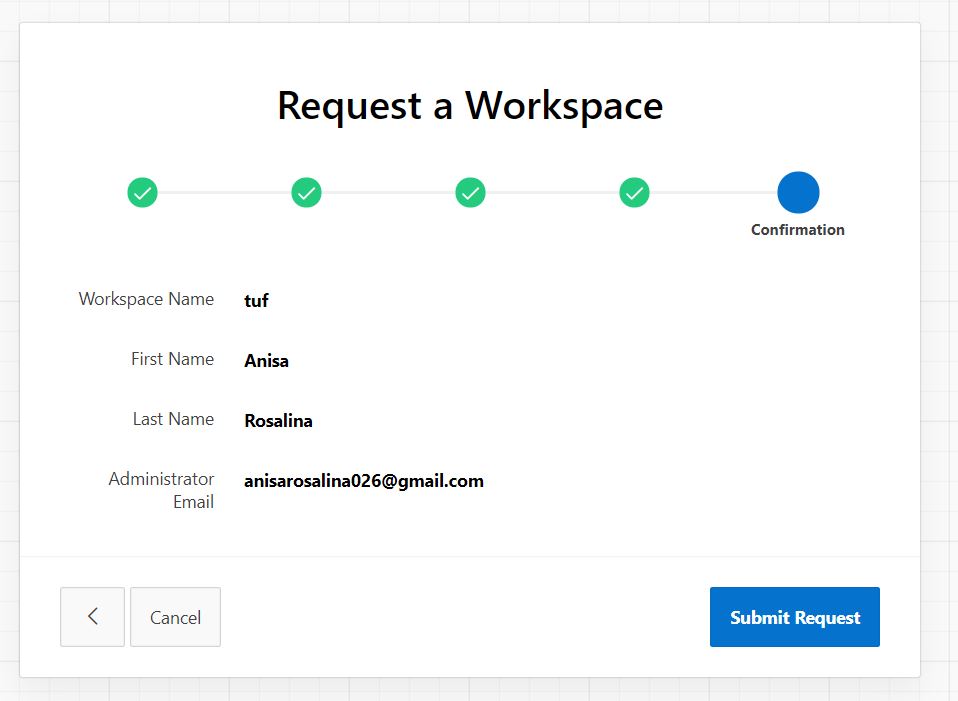 Request a Workspace
Confirmation
Workspace Name tuf
First Name Anisa
Last Name Rosalina
Administrator
Email anisarosalina026@gmail.com
Cancel Submit Request